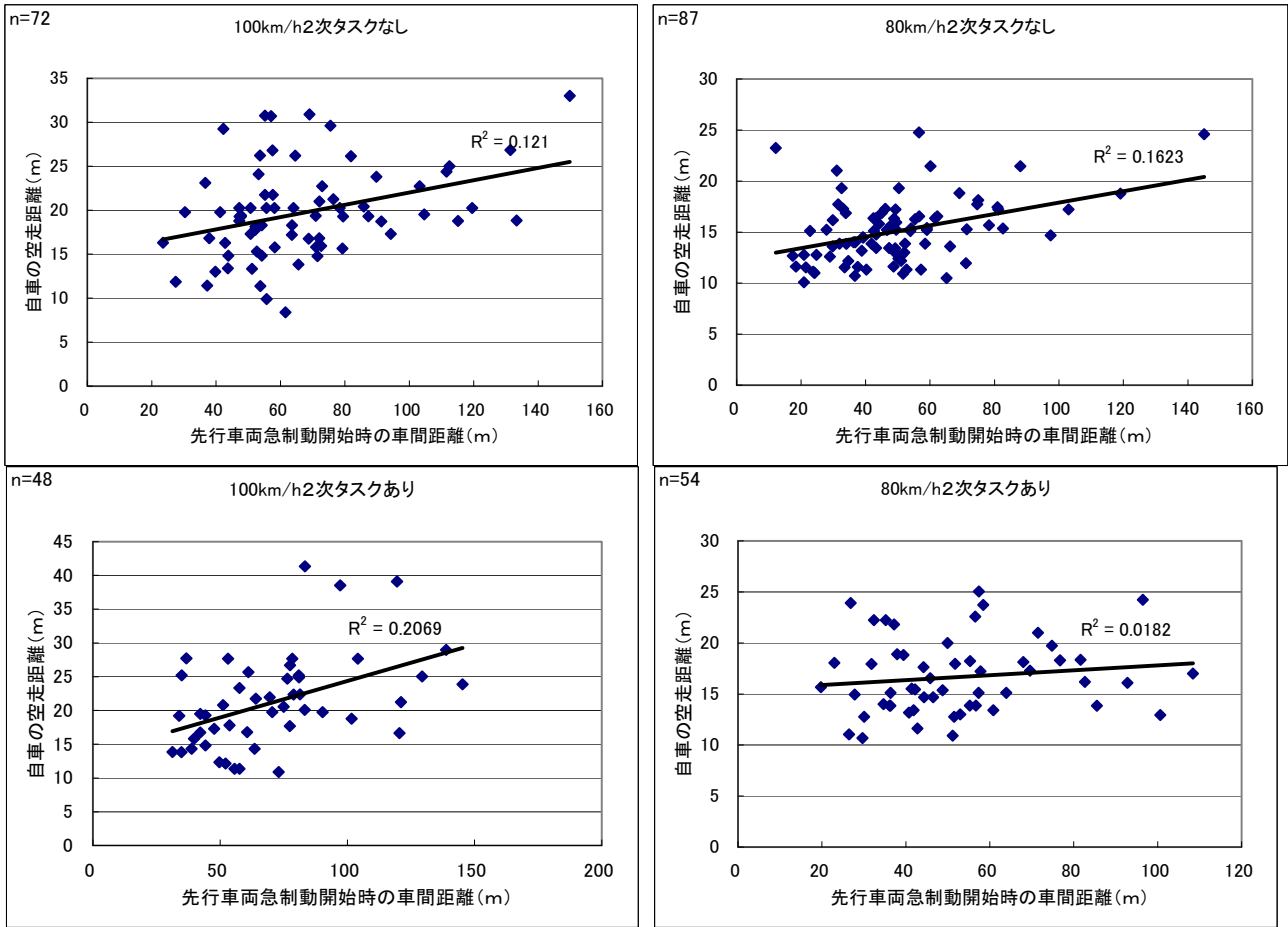 n=72
100km/h2次タスクなし
35
30
25
20
15
10
5
0
R² = 0.121
0 20 40 60 80 100 120 140 160
自車の空走距離(m)
先行車両急制動開始時の車間距離(m)
n=87
80km/h2次タスクなし
30
25
20
15
10
5
0
R² = 0.1623
0 20 40 60 80 100 120 140 160
自車の空走距離(m)
先行車両急制動開始時の車間距離(m)
n=48
100km/h2次タスクあり
45
40
35
30
25
20
15
10
5
0
R² = 0.2069
0 50 100 150 200
自車の空走距離(m)
先行車両急制動開始時の車間距離(m)
n=54
80km/h2次タスクあり
30
25
20
15
10
5
0
R² = 0.0182
0 20 40 60 80 100 120
自車の空走距離(m)
先行車両急制動開始時の車間距離(m)